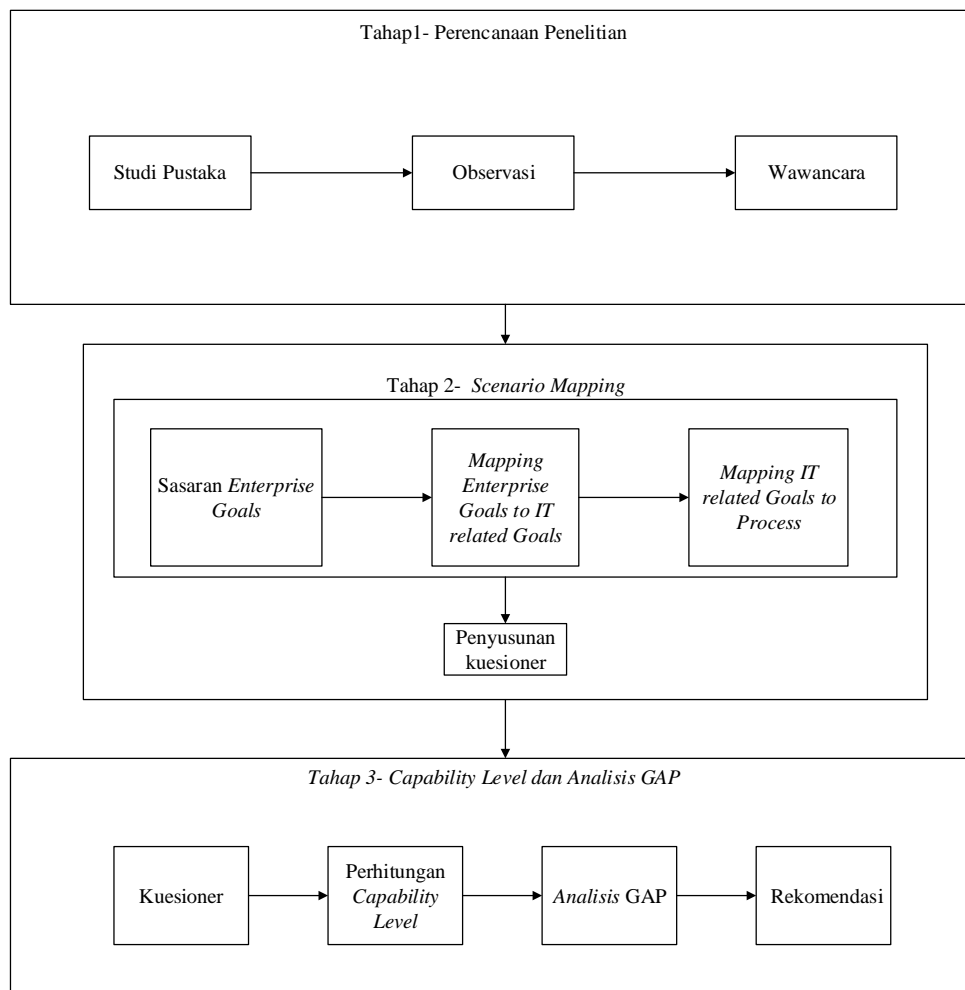 Tahap1- Perencanaan Penelitian
Studi Pustaka
Observasi
Wawancara
Tahap 2- Scenario Mapping
Sasaran Enterprise
Goals
Mapping
Enterprise
Goals to IT
related Goals
Mapping IT
related Goals to
Process
Penyusunan
kuesioner
Tahap 3- Capability Level dan Analisis GAP
Kuesioner
Perhitungan
Capability
Level
Analisis GAP
Rekomendasi